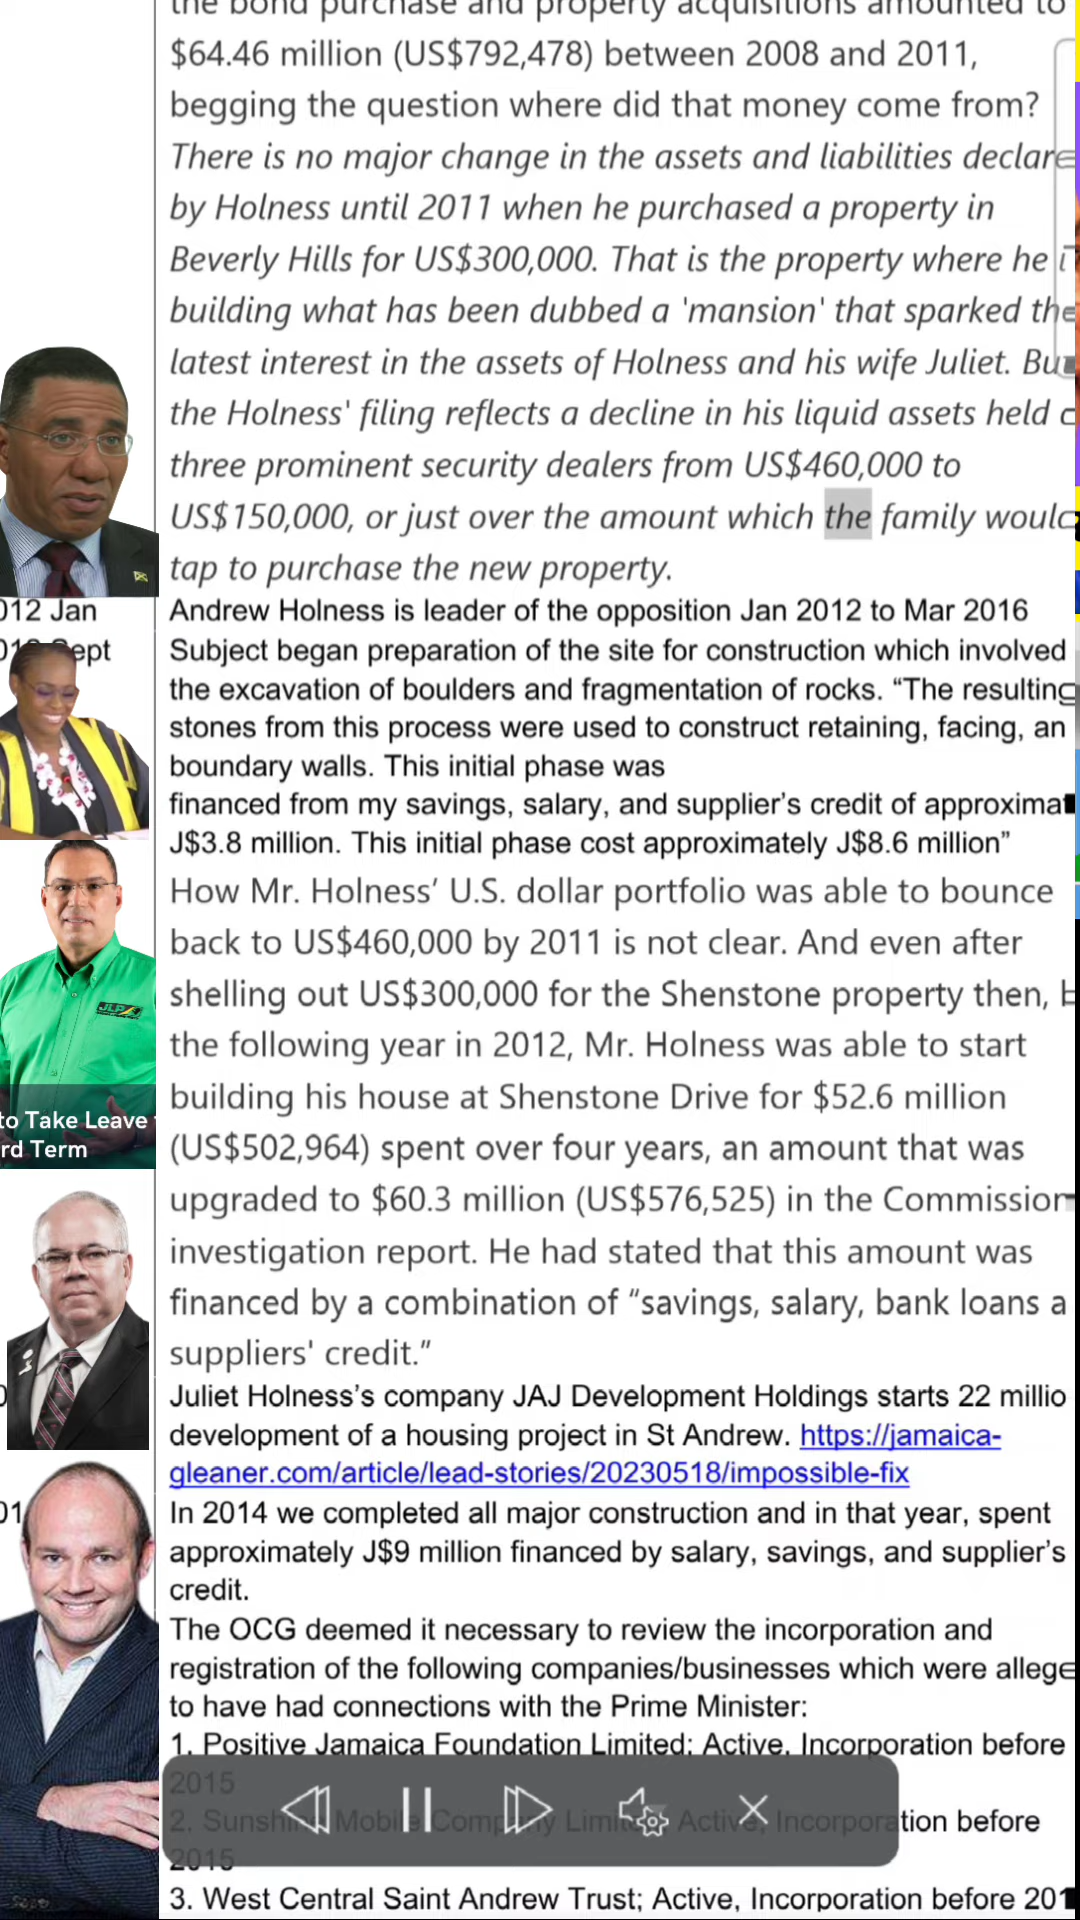 the bond purchase and property acquisitions amounted to
$64.46 million (US$792,478) between 2008 and 2011,
begging the question where did that money come from?
There is no major change in the assets and liabilities declare
by Holness until 2011 when he purchased a property in
Beverly Hills for US$300,000. That is the property where he i
building what has been dubbed a 'mansion' that sparked the
latest interest in the assets of Holness and his wife Juliet. Bu
the Holness' filing reflects a decline in his liquid assets held
three prominent security dealers from US$460,000 to
US$150,000, or just over the amount which the family would
tap to purchase the new property.
012 Jan Andrew Holness is leader of the opposition Jan 2012 to Mar 2016
Sept Subject began preparation of the site for construction which involved
the excavation of boulders and fragmentation of rocks. “The resulting
stones from this process were used to construct retaining, facing, an
boundary walls. This initial phase was
financed from my savings, salary, and supplier’s credit of approximat
J$3.8 million. This initial phase cost approximately J$8.6 million”
How Mr. Holness’ U.S. dollar portfolio was able to bounce
back to US$460,000 by 2011 is not clear. And even after
JLP
shelling out US$300,000 for the Shenstone property then,
the following year in 2012, Mr. Holness was able to start
building his house at Shenstone Drive for $52.6 million
to Take Leave
rd Term
(US$502,964) spent over four years, an amount that was
upgraded to $60.3 million (US$576,525) in the Commission
investigation report. He had stated that this amount was
financed by a combination of “savings, salary, bank loans a
suppliers' credit.”
Juliet Holness’s company JAJ Development Holdings starts 22 millio
development of a housing project in St Andrew. https://jamaica-
gleaner.com/article/lead-stories/20230518/impossible-fix
01 In 2014 we completed all major construction and in that year, spent
approximately J$9 million financed by salary, savings, and supplier’s
credit.
The OCG deemed it necessary to review the incorporation and
registration of the following companies/businesses which were allege
to have had connections with the Prime Minister:
1. Positive Jamaica Foundation Limited; Active, Incorporation before
2015
2. Sunshine Mobile Company Limited; Active, Incorporation before
2015
3. West Central Saint Andrew Trust; Active, Incorporation before 201